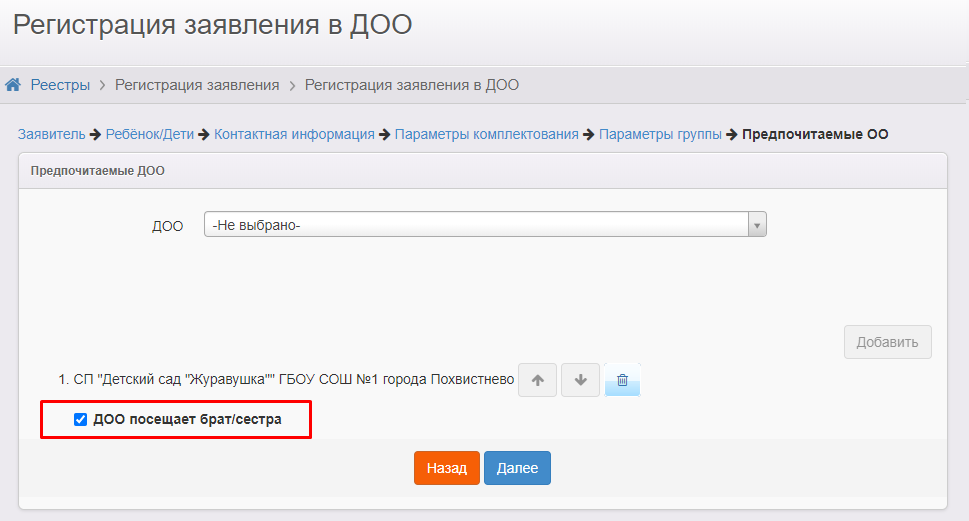 Регистрация заявления в ДОО
Реестры > Регистрация заявления > Регистрация заявления в ДОО
Заявитель → Ребёнок/Дети → Контактная информация → Параметры комплектования → Параметры группы → Предпочитаемые ОО
Предпочитаемые ДОО
ДОО -Не выбрано-
Добавить
1. СП "Детский сад "Журавушка"" ГБОУ СОШ №1 города Похвистнево
ДОО посещает брат/сестра
Назад Далее